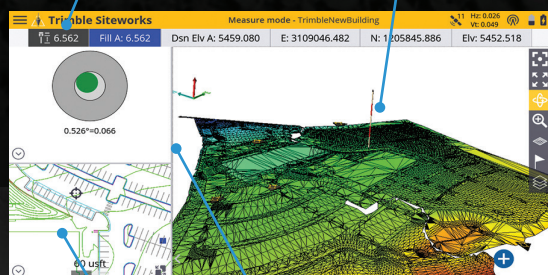 Trimble Siteworks
Measure mode - TrimbleNewBuilding
11 Hz: 0.026
Vt: 0.049
6.562
Fill A: 6.562
Dsn Elv A: 5459.080
E: 3109046.482
N: 1205845.886
Elv: 5452.518
0.526°=0.066
60 usft